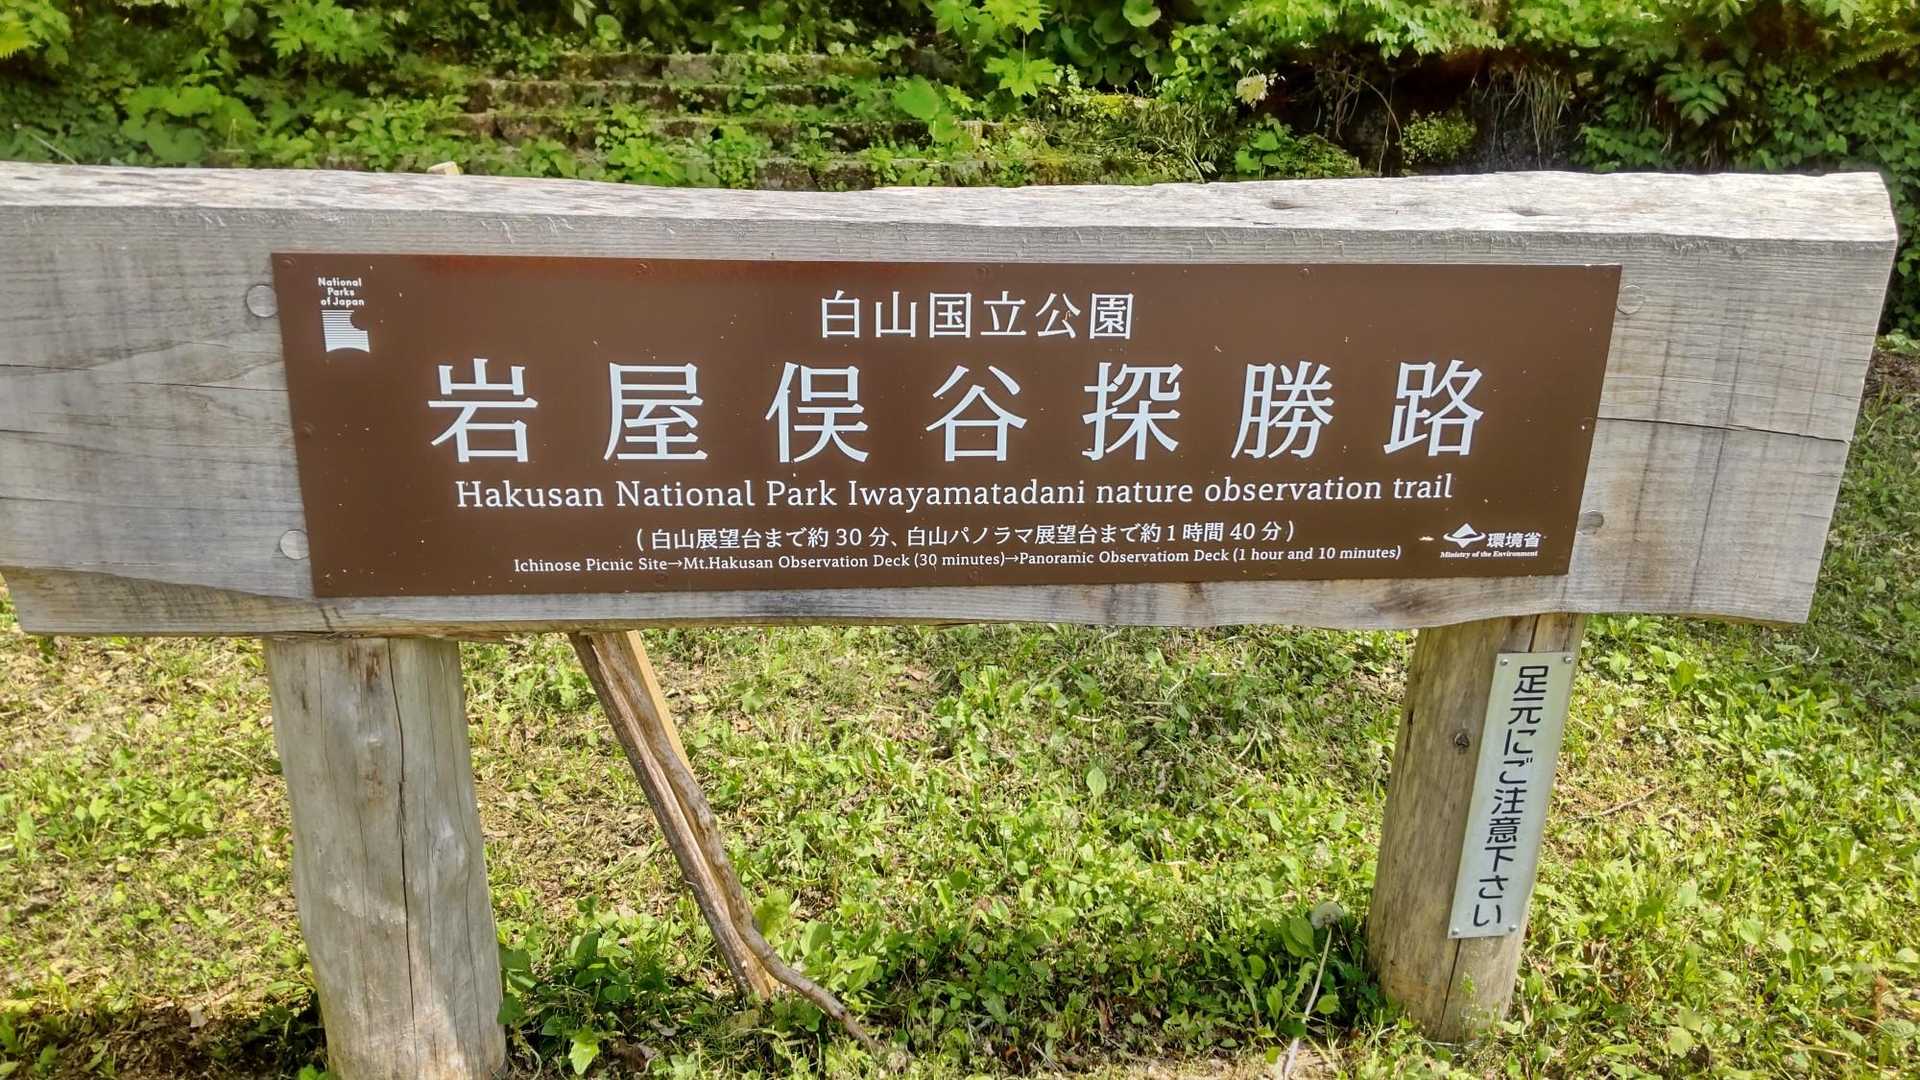 National
Parks
of Japan
白山国立公園
岩屋俣谷探勝路
Hakusan National Park Iwayamatadani nature observation trail
(白山展望台まで約30分、白山パノラマ展望台まで約1時間40分)
Ichinose Picnic Site→Mt.Hakusan Observation Deck (30 minutes)→Panoramic Observatiom Deck (1 hour and 10 minutes)
環境省
Ministry of the Environment
足元にご注意下さい